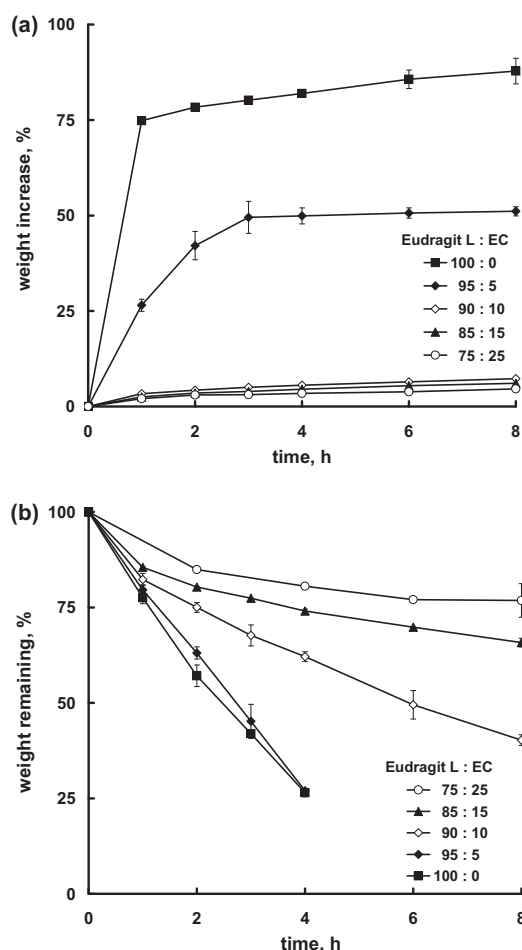 (a)
100
75
50
25
0
weight increase, %
Eudragit L : EC
100 : 0
95 : 5
90 : 10
85 : 15
75 : 25
0 2 4 6 8
time, h
(b)
100
75
50
25
0
weight remaining, %
Eudragit L : EC
75 : 25
85 : 15
90 : 10
95 : 5
100 : 0
0 2 4 6 8
time, h